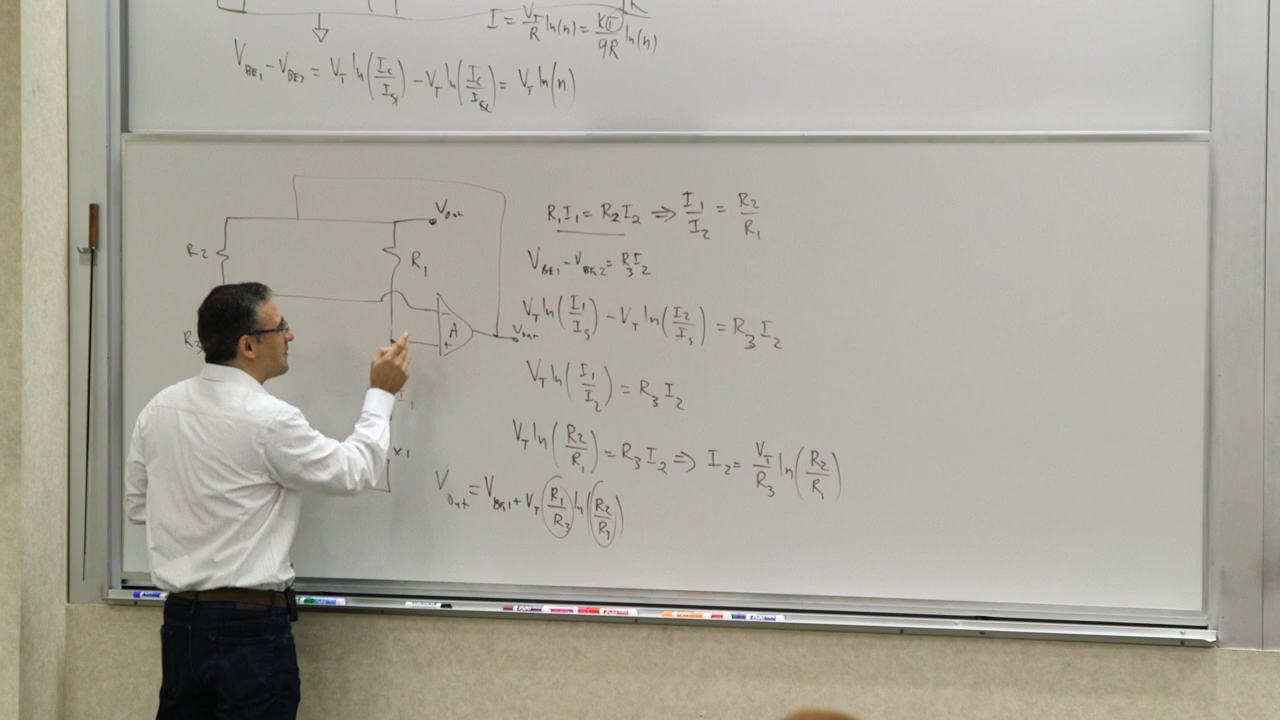 I = V_T/R ln(n) = KT/qR ln(n)
V_BE1 - V_BE2 = V_T ln(I_C/I_S1) - V_T ln(I_C/I_S2) = V_T ln(n)
V_out
R_2
R_1
R_3
A
- +
V_out
I_1
x1
R_1 I_1 = R_2 I_2 ⇒ I_1/I_2 = R_2/R_1
V_BE1 - V_BE2 = R_3 I_2
V_T ln(I_1/I_S) - V_T ln(I_2/I_S) = R_3 I_2
V_T ln(I_1/I_2) = R_3 I_2
V_T ln(R_2/R_1) = R_3 I_2 ⇒ I_2 = V_T/R_3 ln(R_2/R_1)
V_out = V_BE1 + V_T (R_1/R_3) ln(R_2/R_1)